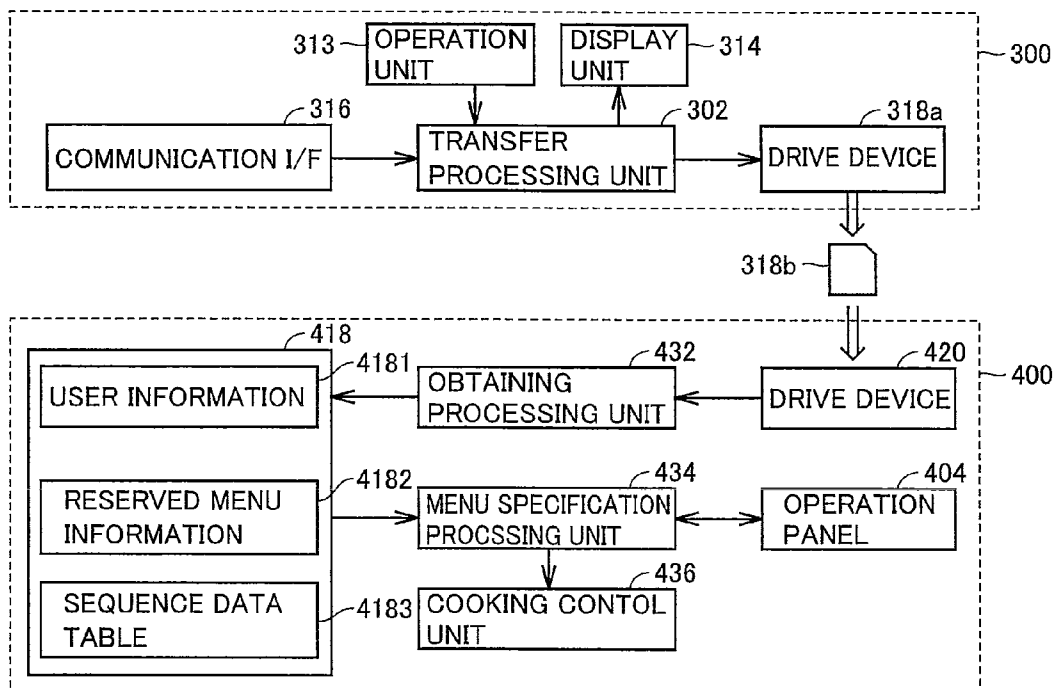 313
OPERATION
UNIT
DISPLAY
UNIT
314
300
316
COMMUNICATION I/F
302
TRANSFER
PROCESSING UNIT
318a
DRIVE DEVICE
318b
418
4181
USER INFORMATION
432
OBTAINING
PROCESSING UNIT
420
DRIVE DEVICE
400
4182
RESERVED MENU
INFORMATION
434
MENU SPECIFICATION
PROCSSING UNIT
404
OPERATION
PANEL
4183
SEQUENCE DATA
TABLE
436
COOKING CONTOL
UNIT